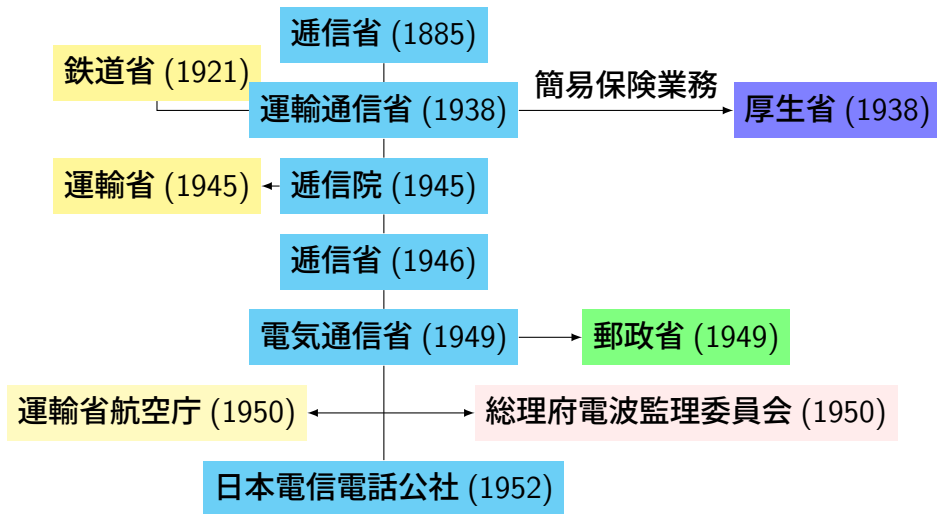 逓信省 (1885)
鉄道省 (1921)
簡易保険業務
運輸通信省 (1938)
厚生省 (1938)
運輸省 (1945)
逓信院 (1945)
逓信省 (1946)
電気通信省 (1949)
郵政省 (1949)
運輸省航空庁 (1950)
総理府電波監理委員会 (1950)
日本電信電話公社 (1952)